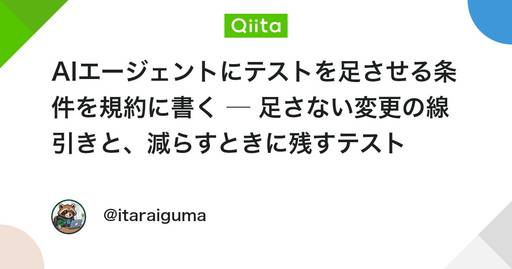 Qiita
AIエージェントにテストを足させる条
件を規約に書く ─ 足さない変更の線
引きと、減らすときに残すテスト
@itaraiguma